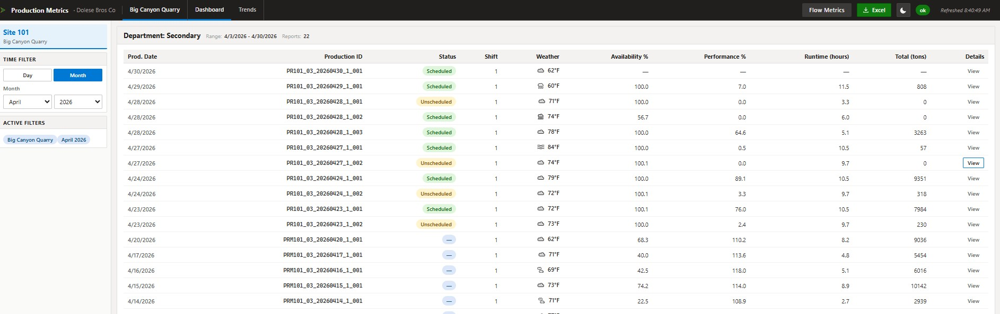 Production Metrics · Dolese Bros Co Big Canyon Quarry Dashboard Trends Flow Metrics Excel ok Refreshed 8:40:49 AM
Site 101
Big Canyon Quarry
TIME FILTER
Day Month
Month
April 2026
ACTIVE FILTERS
Big Canyon Quarry April 2026
Department: Secondary Range: 4/3/2026 - 4/30/2026 Reports: 22
Prod. Date Production ID Status Shift Weather Availability % Performance % Runtime (hours) Total (tons) Details
4/30/2026 PR101_03_20260430_1_001 Scheduled 1 62°F — — — — View
4/29/2026 PR101_03_20260429_1_001 Scheduled 1 60°F 100.0 7.0 11.5 808 View
4/28/2026 PR101_03_20260428_1_001 Unscheduled 1 71°F 100.0 0.0 3.3 0 View
4/28/2026 PR101_03_20260428_1_002 Scheduled 1 74°F 56.7 0.0 6.0 0 View
4/28/2026 PR101_03_20260428_1_003 Scheduled 1 78°F 100.0 64.6 5.1 3263 View
4/27/2026 PR101_03_20260427_1_001 Scheduled 1 84°F 100.0 0.5 10.5 57 View
4/27/2026 PR101_03_20260427_1_002 Unscheduled 1 74°F 100.1 0.0 9.7 0 View
4/24/2026 PR101_03_20260424_1_001 Scheduled 1 79°F 100.0 89.1 10.5 9351 View
4/24/2026 PR101_03_20260424_1_002 Unscheduled 1 72°F 100.1 3.3 9.7 318 View
4/23/2026 PR101_03_20260423_1_001 Scheduled 1 72°F 100.1 76.0 10.5 7984 View
4/23/2026 PR101_03_20260423_1_002 Unscheduled 1 73°F 100.0 2.4 9.7 230 View
4/20/2026 PRM101_03_20260420_1_001 — 1 62°F 68.3 110.2 8.2 9036 View
4/17/2026 PRM101_03_20260417_1_001 — 1 71°F 40.0 113.6 4.8 5454 View
4/16/2026 PRM101_03_20260416_1_001 — 1 69°F 42.5 118.0 5.1 6016 View
4/15/2026 PRM101_03_20260415_1_001 — 1 73°F 74.2 114.0 8.9 10142 View
4/14/2026 PRM101_03_20260414_1_001 — 1 71°F 22.5 108.9 2.7 2939 View